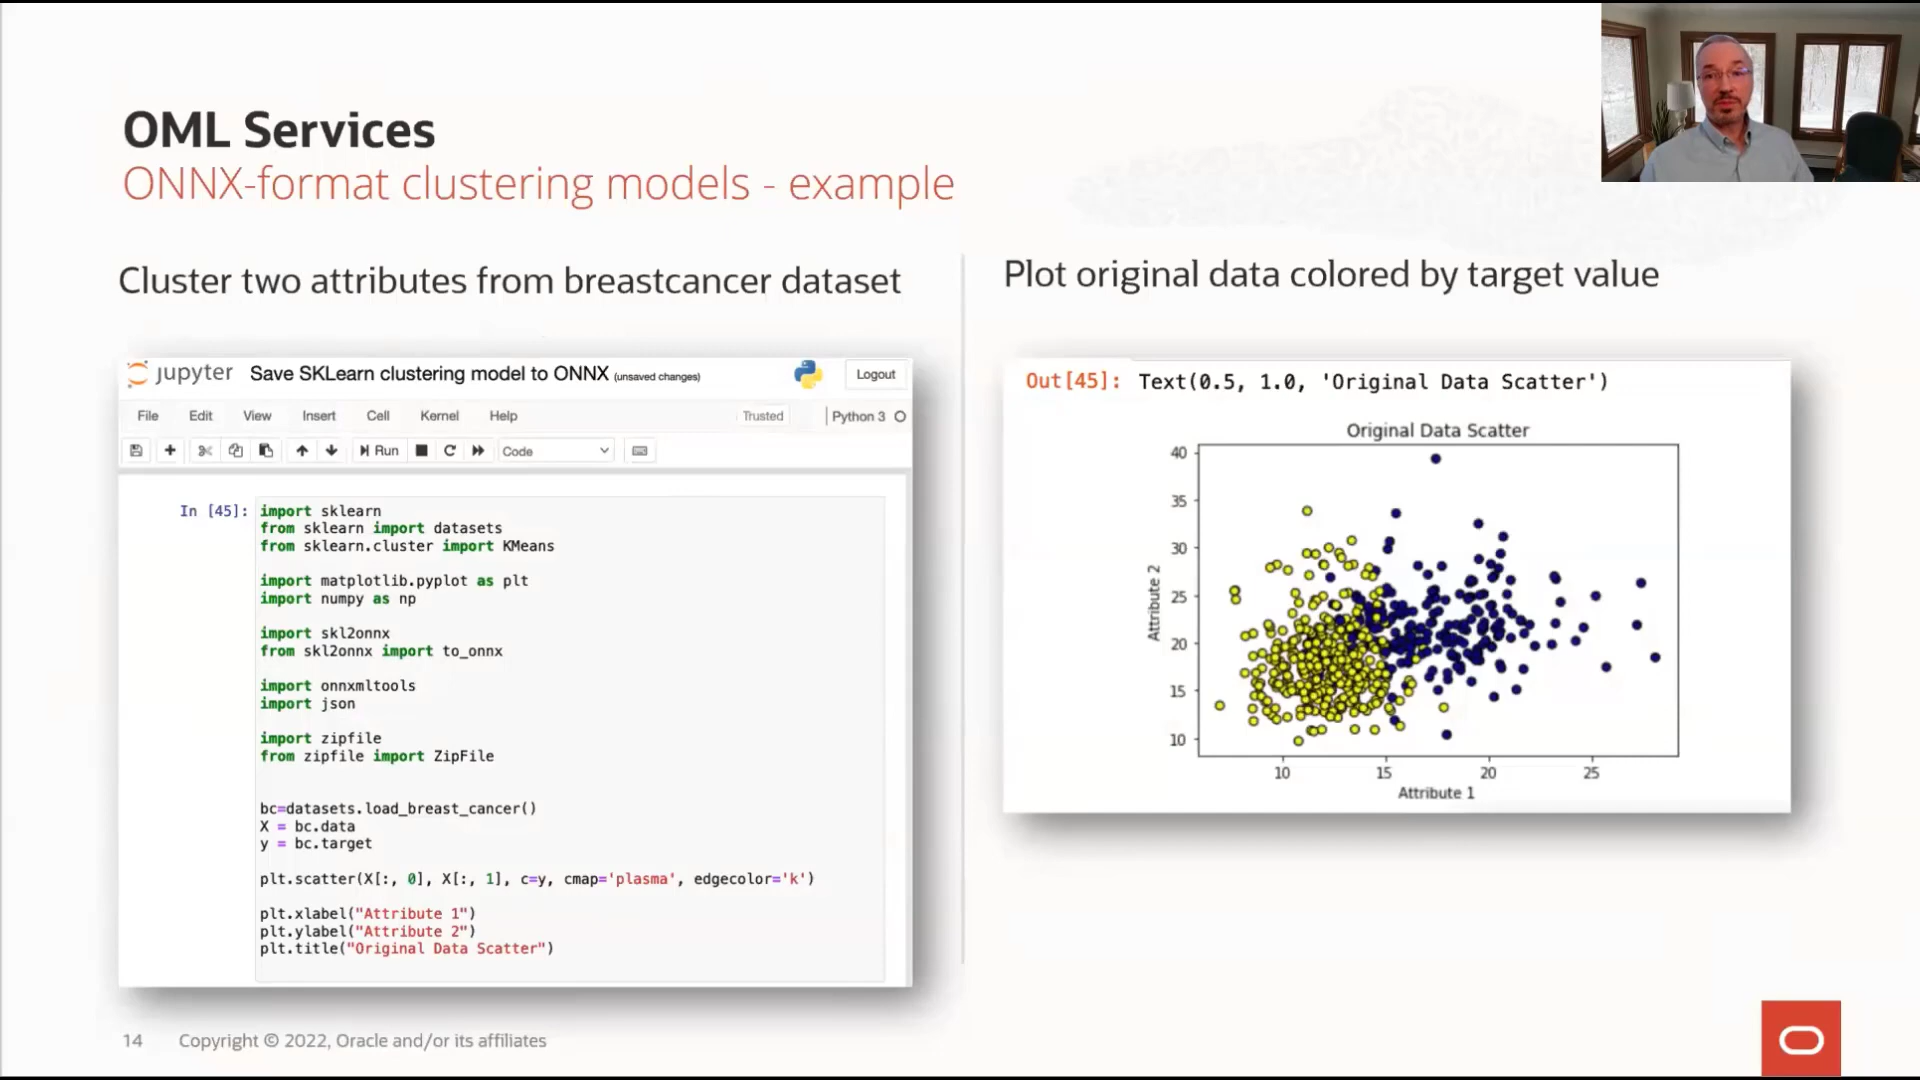 OML Services
ONNX-format clustering models - example
Cluster two attributes from breastcancer dataset
jupyter Save SKLearn clustering model to ONNX (unsaved changes) Logout
File Edit View Insert Cell Kernel Help Trusted Python 3
Run Code
In [45]: import sklearn
from sklearn import datasets
from sklearn.cluster import KMeans
import matplotlib.pyplot as plt
import numpy as np
import skl2onnx
from skl2onnx import to_onnx
import onnxmltools
import json
import zipfile
from zipfile import ZipFile
bc=datasets.load_breast_cancer()
X = bc.data
y = bc.target
plt.scatter(X[:, 0], X[:, 1], c=y, cmap='plasma', edgecolor='k')
plt.xlabel("Attribute 1")
plt.ylabel("Attribute 2")
plt.title("Original Data Scatter")
Plot original data colored by target value
Out[45]: Text(0.5, 1.0, 'Original Data Scatter')
Original Data Scatter
40
35
30
25
20
15
10
Attribute 2
10 15 20 25
Attribute 1
14 Copyright © 2022, Oracle and/or its affiliates